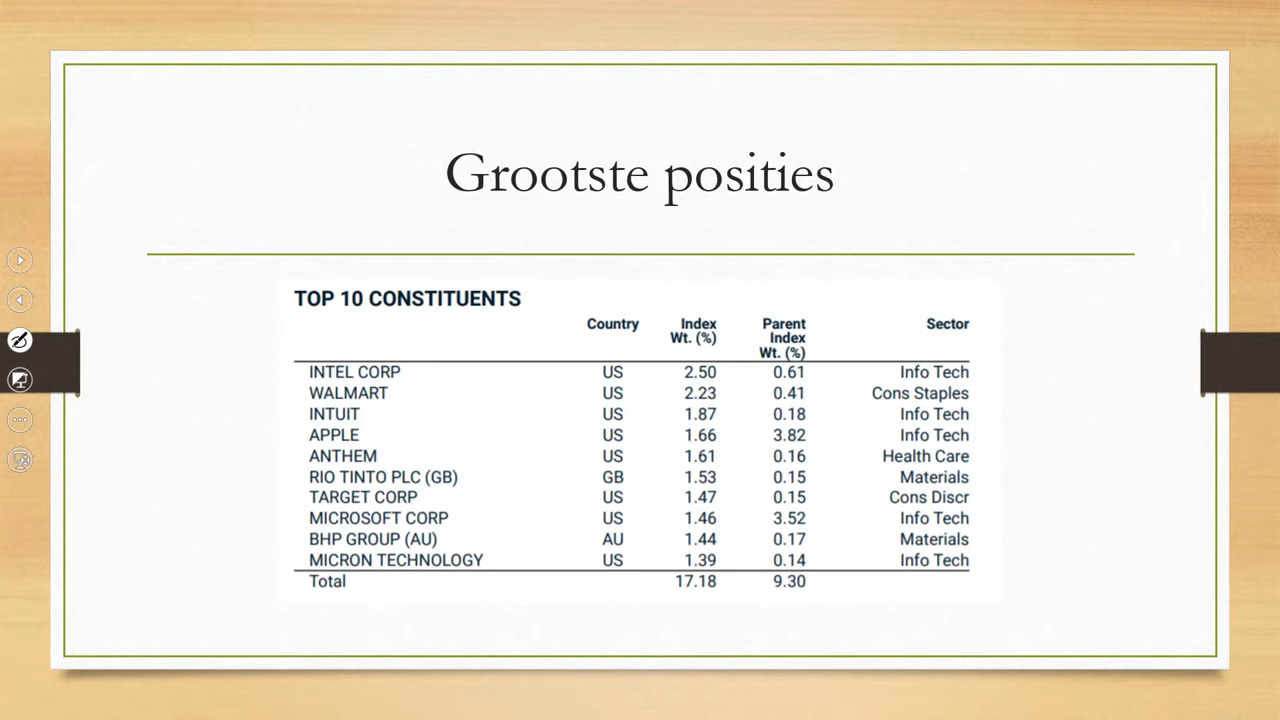 Grootste posities
TOP 10 CONSTITUENTS
Country Index Wt. (%) Parent Index Wt. (%) Sector
INTEL CORP US 2.50 0.61 Info Tech
WALMART US 2.23 0.41 Cons Staples
INTUIT US 1.87 0.18 Info Tech
APPLE US 1.66 3.82 Info Tech
ANTHEM US 1.61 0.16 Health Care
RIO TINTO PLC (GB) GB 1.53 0.15 Materials
TARGET CORP US 1.47 0.15 Cons Discr
MICROSOFT CORP US 1.46 3.52 Info Tech
BHP GROUP (AU) AU 1.44 0.17 Materials
MICRON TECHNOLOGY US 1.39 0.14 Info Tech
Total 17.18 9.30